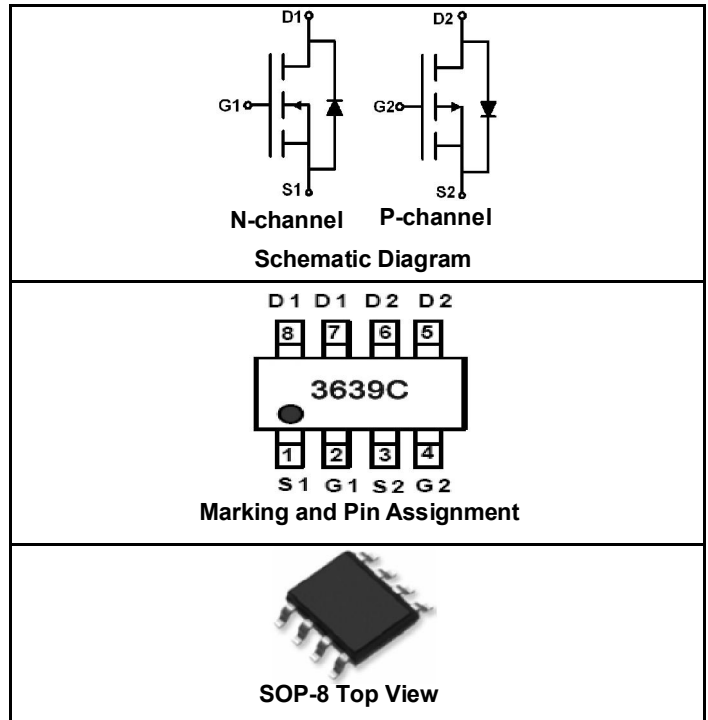 D1 D2
G1 G2
S1 S2
N-channel P-channel
Schematic Diagram
D1 D1 D2 D2
8 7 6 5
3639C
1 2 3 4
S1 G1 S2 G2
Marking and Pin Assignment
SOP-8 Top View